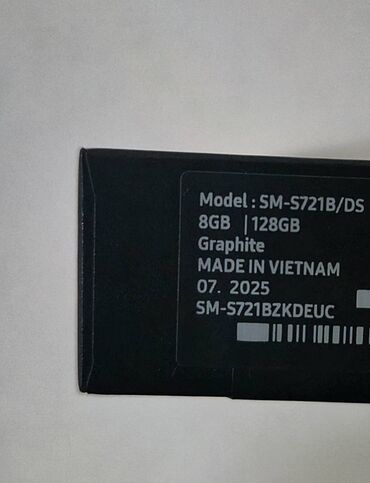 Model : SM-S721B/DS
8GB | 128GB
Graphite
MADE IN VIETNAM
07. 2025
SM-S721BZKDEUC